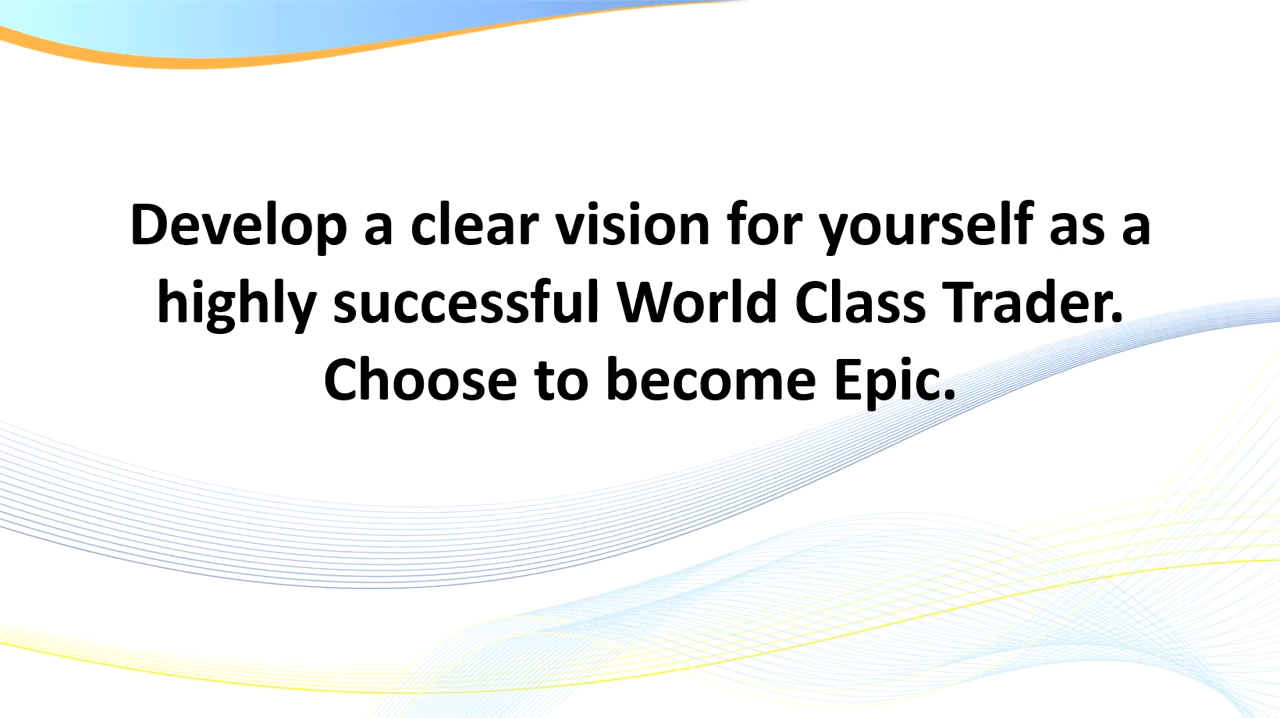 Develop a clear vision for yourself as a
highly successful World Class Trader.
Choose to become Epic.